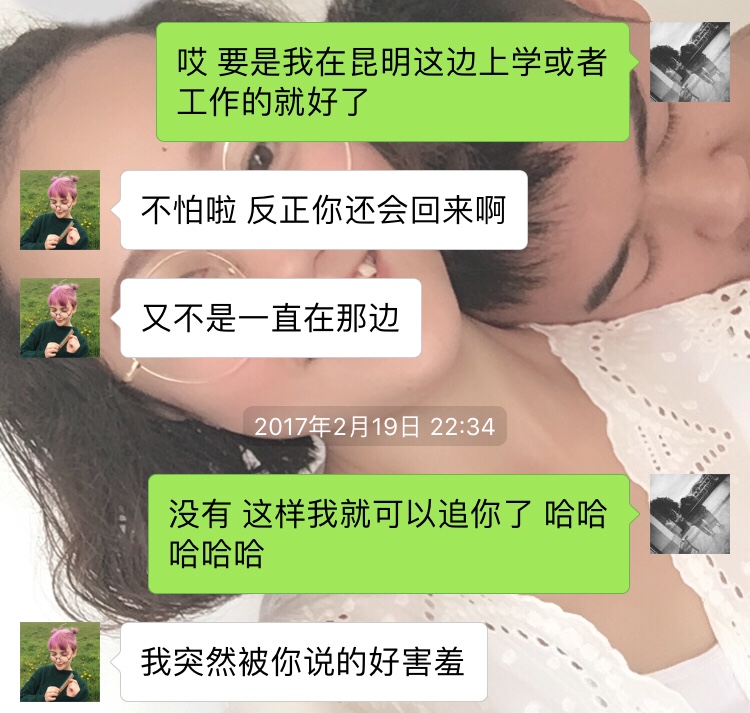 哎 要是我在昆明这边上学或者
工作的就好了
不怕啦 反正你还会回来啊
又不是一直在那边
2017年2月19日 22:34
没有 这样我就可以追你了 哈哈
哈哈哈
我突然被你说的好害羞